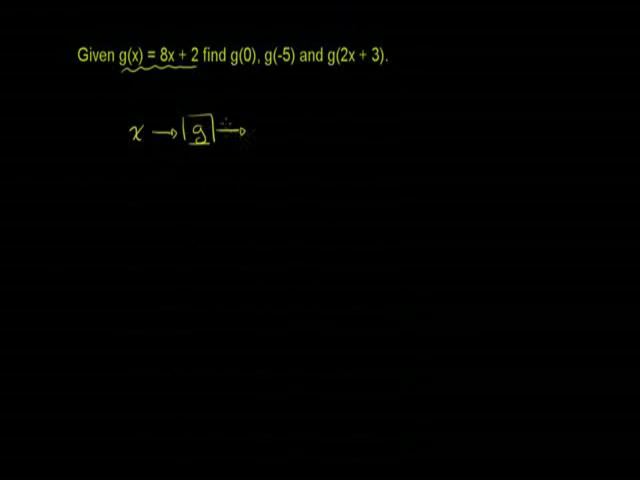 Given g(x) = 8x + 2 find g(0), g(-5) and g(2x + 3).
x → g →